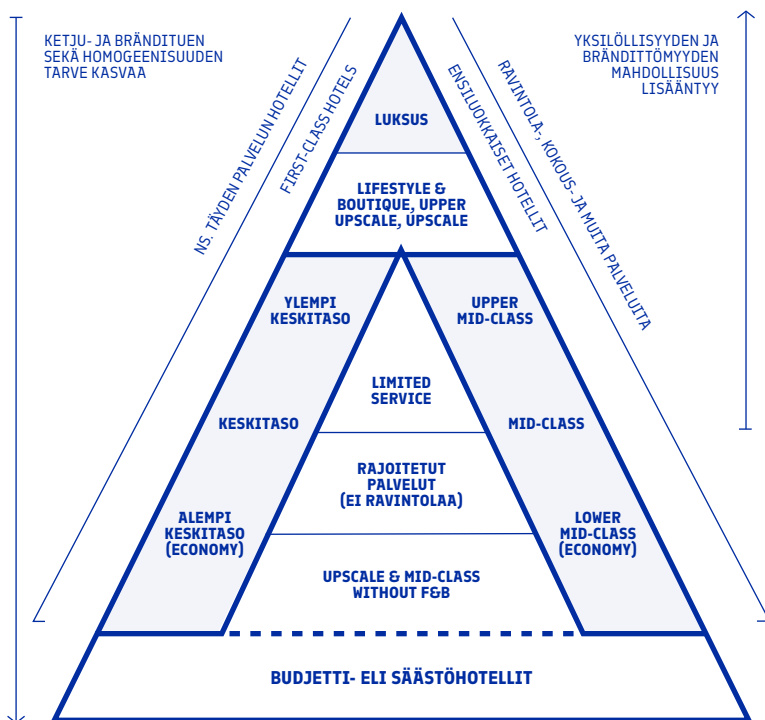 KETJU- JA BRÄNDITUEN
SEKÄ HOMOGEENISUUDEN
TARVE KASVAA
YKSILÖLLISYYDEN JA
BRÄNDITTÖMYYDEN
MAHDOLLISUUS
LISÄÄNTYY
NS. TÄYDEN PALVELUN HOTELLIT
FIRST-CLASS HOTELS
ENSILUOKKAISET HOTELLIT
RAVINTOLA-, KOKOUS- JA MUITA PALVELUITA
LUKSUS
LIFESTYLE &
BOUTIQUE, UPPER
UPSCALE, UPSCALE
YLEMPI
KESKITASO
UPPER
MID-CLASS
LIMITED
SERVICE
KESKITASO
MID-CLASS
RAJOITETUT
PALVELUT
(EI RAVINTOLAA)
ALEMPI
KESKITASO
(ECONOMY)
LOWER
MID-CLASS
(ECONOMY)
UPSCALE & MID-CLASS
WITHOUT F&B
BUDJETTI- ELI SÄÄSTÖHOTELLIT